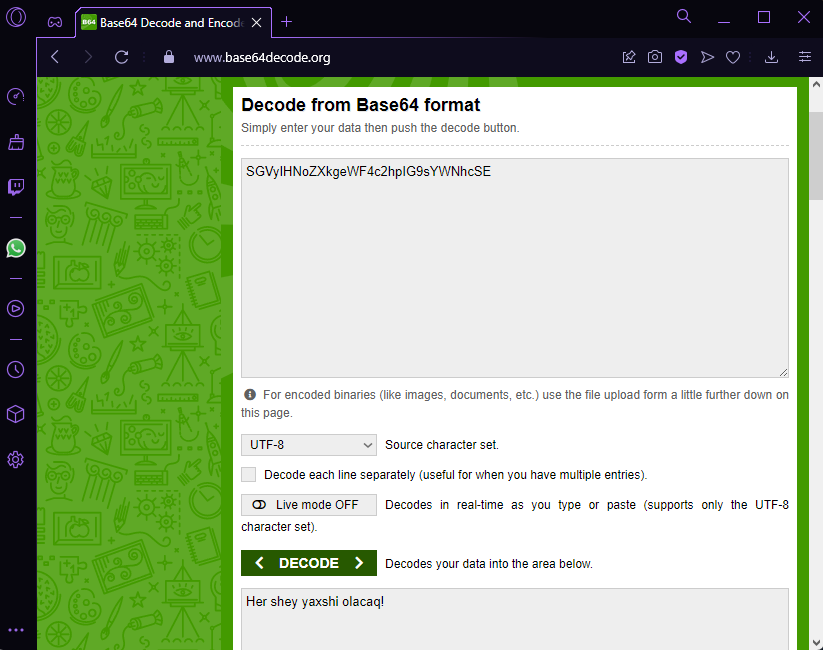 B64 Base64 Decode and Encode
www.base64decode.org
Decode from Base64 format
Simply enter your data then push the decode button.
SGVyIHNoZXkgeWF4c2hpIG9sYWNhcSE
For encoded binaries (like images, documents, etc.) use the file upload form a little further down on
this page.
UTF-8 Source character set.
Decode each line separately (useful for when you have multiple entries).
Live mode OFF Decodes in real-time as you type or paste (supports only the UTF-8
character set).
DECODE Decodes your data into the area below.
Her shey yaxshi olacaq!